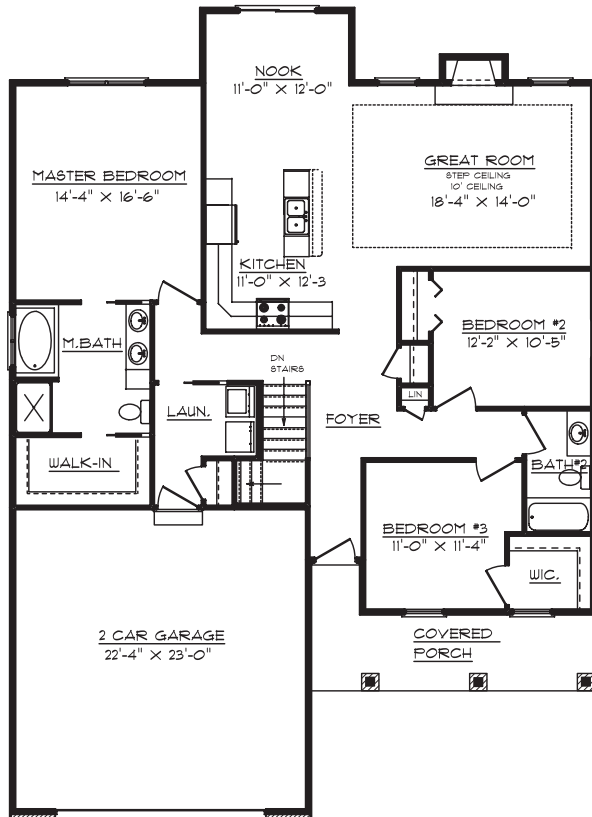 NOOK
11'-0" X 12'-0"
MASTER BEDROOM
14'-4" X 16'-6"
GREAT ROOM
STEP CEILING
10' CEILING
18'-4" X 14'-0"
KITCHEN
11'-0" X 12'-3
BEDROOM #2
12'-2" X 10'-5"
M.BATH
DN
STAIRS
LIN
LAUN.
FOYER
WALK-IN
BATH#2
BEDROOM #3
11'-0" X 11'-4"
WIC.
2 CAR GARAGE
22'-4" X 23'-0"
COVERED
PORCH